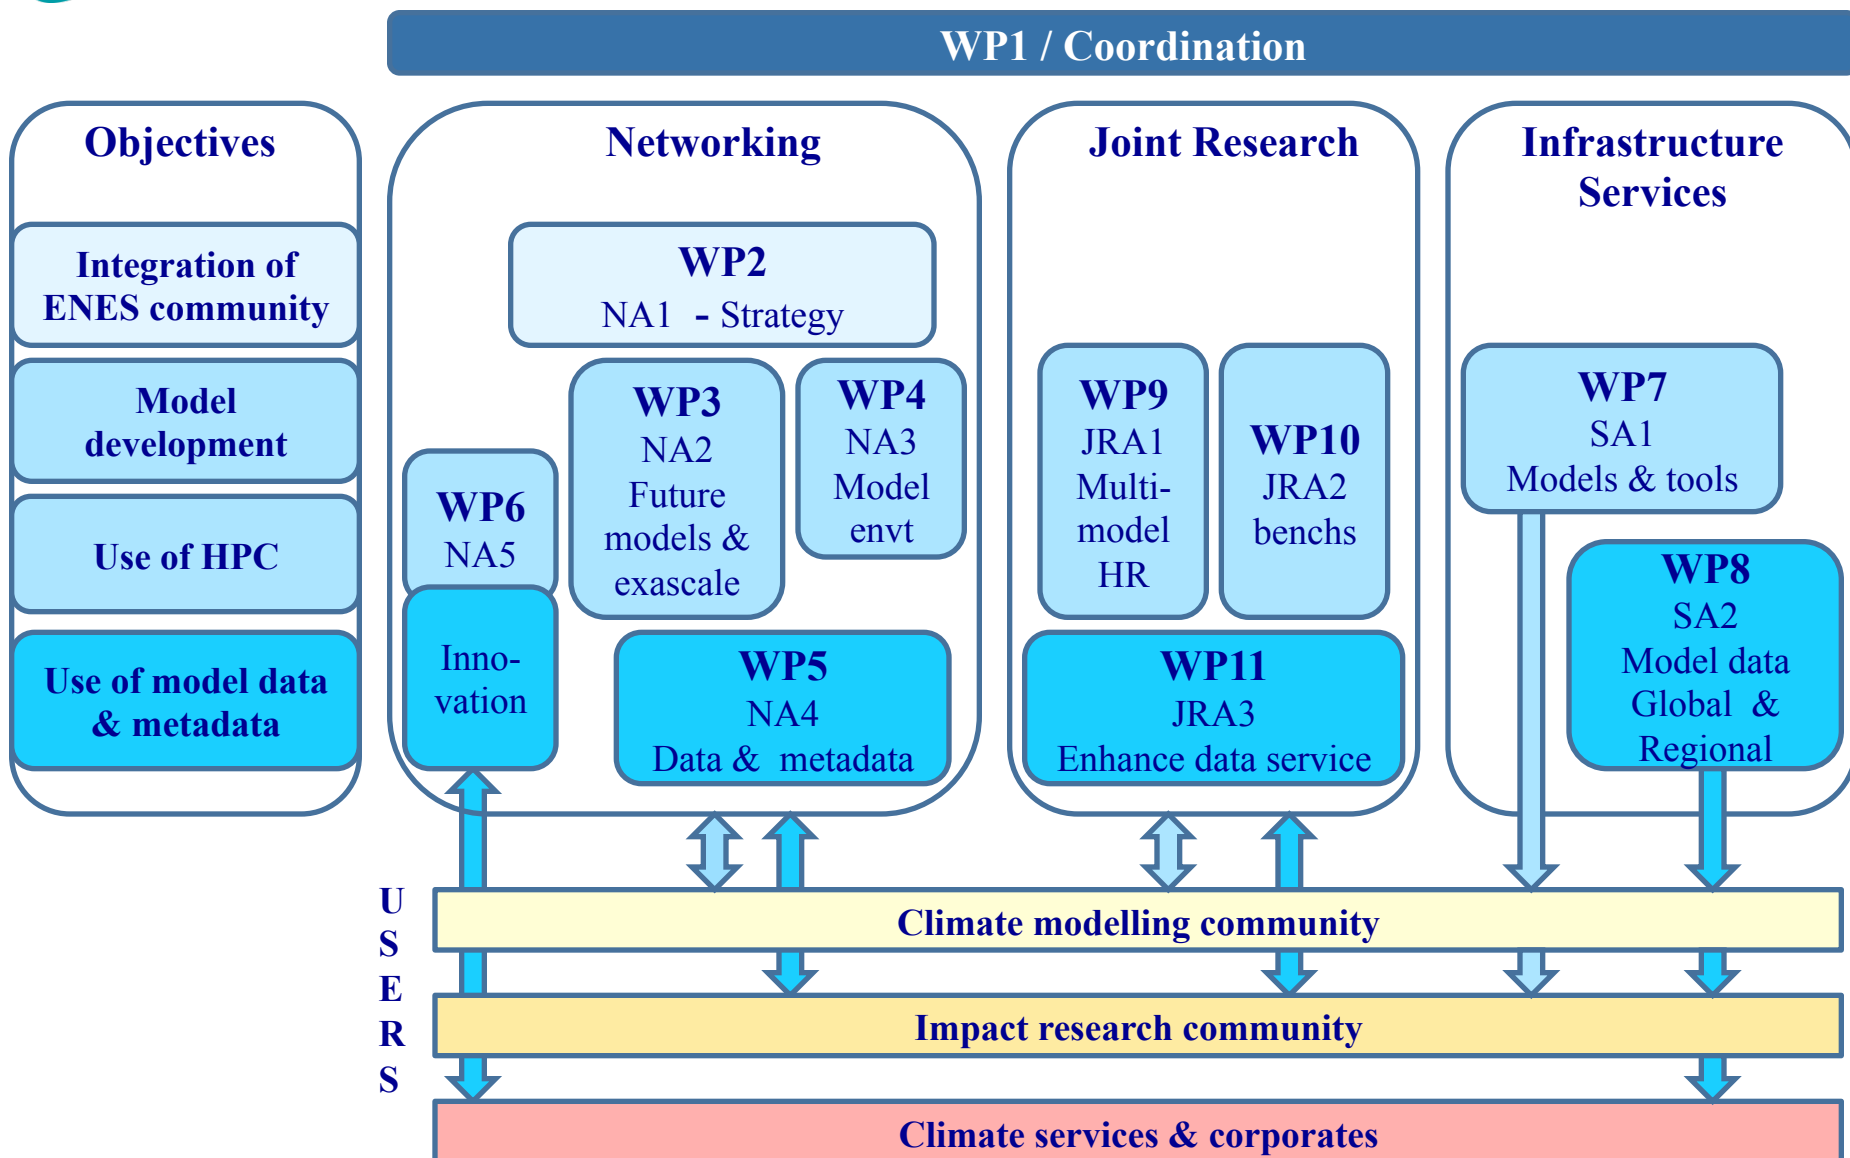 WP1 / Coordination
Objectives
Integration of
ENES community
Model
development
Use of HPC
Use of model data
& metadata
Networking
WP2
NA1 - Strategy
WP3
NA2
Future
models &
exascale
WP4
NA3
Model
envt
WP6
NA5
Inno-
vation
WP5
NA4
Data & metadata
Joint Research
WP9
JRA1
Multi-
model
HR
WP10
JRA2
benchs
WP11
JRA3
Enhance data service
Infrastructure
Services
WP7
SA1
Models & tools
WP8
SA2
Model data
Global &
Regional
U
S
E
R
S
Climate modelling community
Impact research community
Climate services & corporates